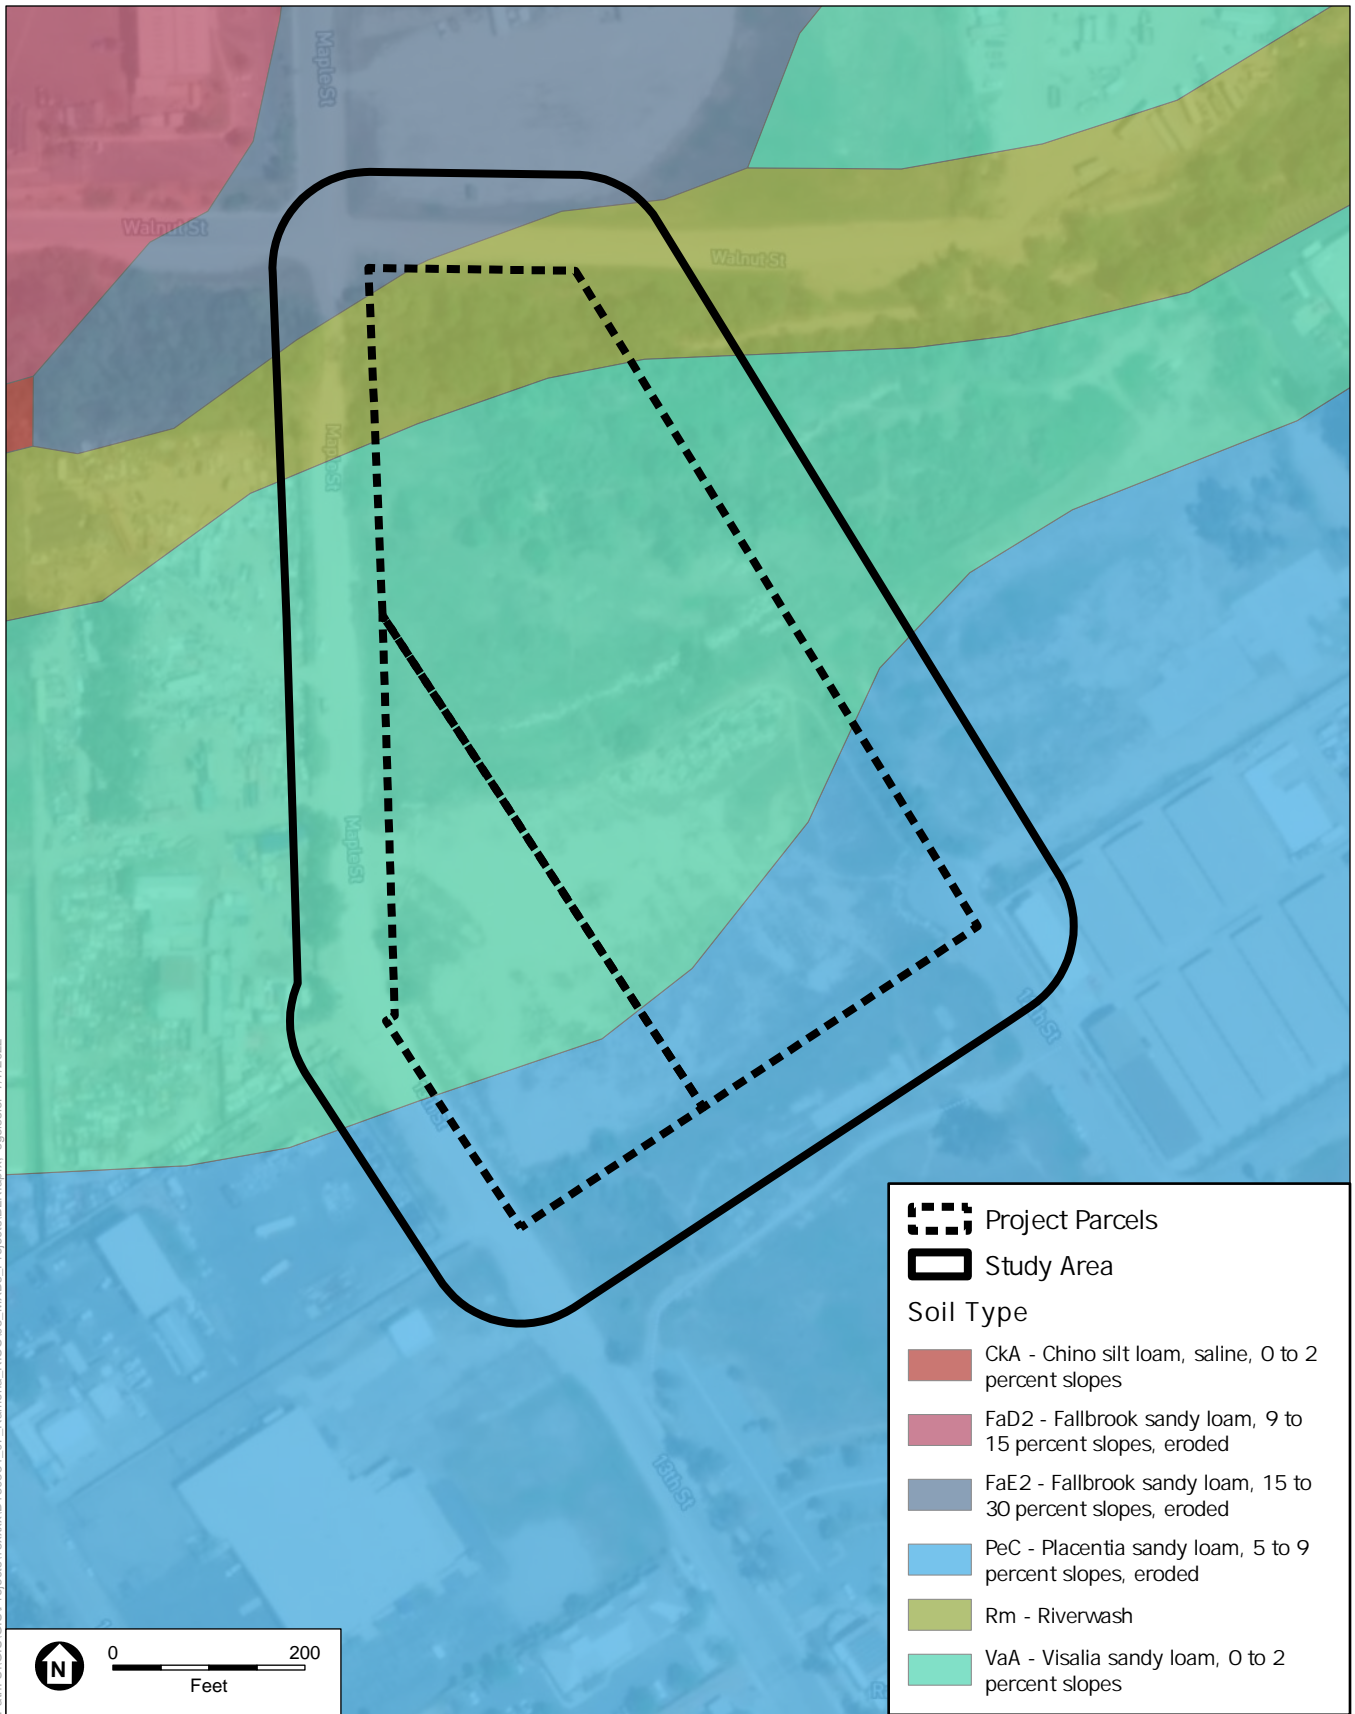 Maple St
Walnut St
Walnut St
Maple St
Maple St
13th St
Project Parcels
Study Area
Soil Type
CkA - Chino silt loam, saline, 0 to 2
percent slopes
FaD2 - Fallbrook sandy loam, 9 to
15 percent slopes, eroded
FaE2 - Fallbrook sandy loam, 15 to
30 percent slopes, eroded
PeC - Placentia sandy loam, 5 to 9
percent slopes, eroded
Rm - Riverwash
VaA - Visalia sandy loam, 0 to 2
percent slopes
N
0 200
Feet